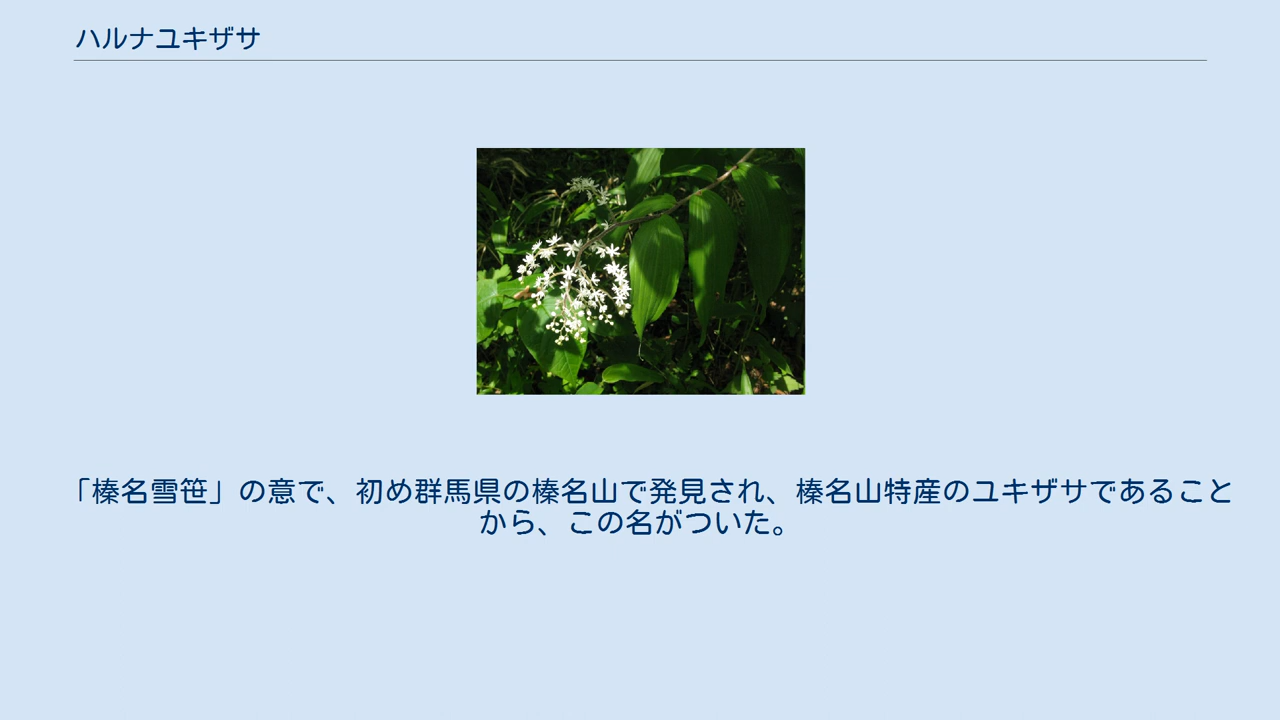 ハルナユキザサ
「榛名雪笹」の意で、初め群馬県の榛名山で発見され、榛名山特産のユキザサであること
から、この名がついた。